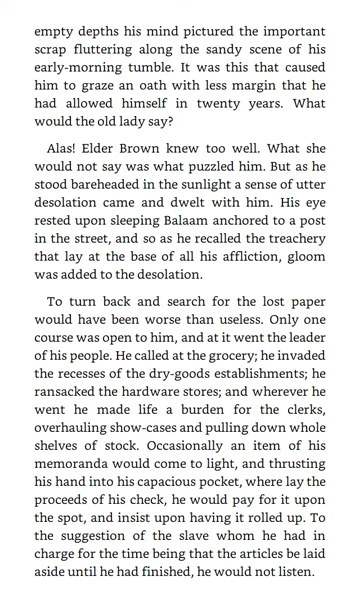 empty depths his mind pictured the important
scrap fluttering along the sandy scene of his
early-morning tumble. It was this that caused
him to graze an oath with less margin that he
had allowed himself in twenty years. What
would the old lady say?
Alas! Elder Brown knew too well. What she
would not say was what puzzled him. But as he
stood bareheaded in the sunlight a sense of utter
desolation came and dwelt with him. His eye
rested upon sleeping Balaam anchored to a post
in the street, and so as he recalled the treachery
that lay at the base of all his affliction, gloom
was added to the desolation.
To turn back and search for the lost paper
would have been worse than useless. Only one
course was open to him, and at it went the leader
of his people. He called at the grocery; he invaded
the recesses of the dry-goods establishments; he
ransacked the hardware stores; and wherever he
went he made life a burden for the clerks,
overhauling show-cases and pulling down whole
shelves of stock. Occasionally an item of his
memoranda would come to light, and thrusting
his hand into his capacious pocket, where lay the
proceeds of his check, he would pay for it upon
the spot, and insist upon having it rolled up. To
the suggestion of the slave whom he had in
charge for the time being that the articles be laid
aside until he had finished, he would not listen.